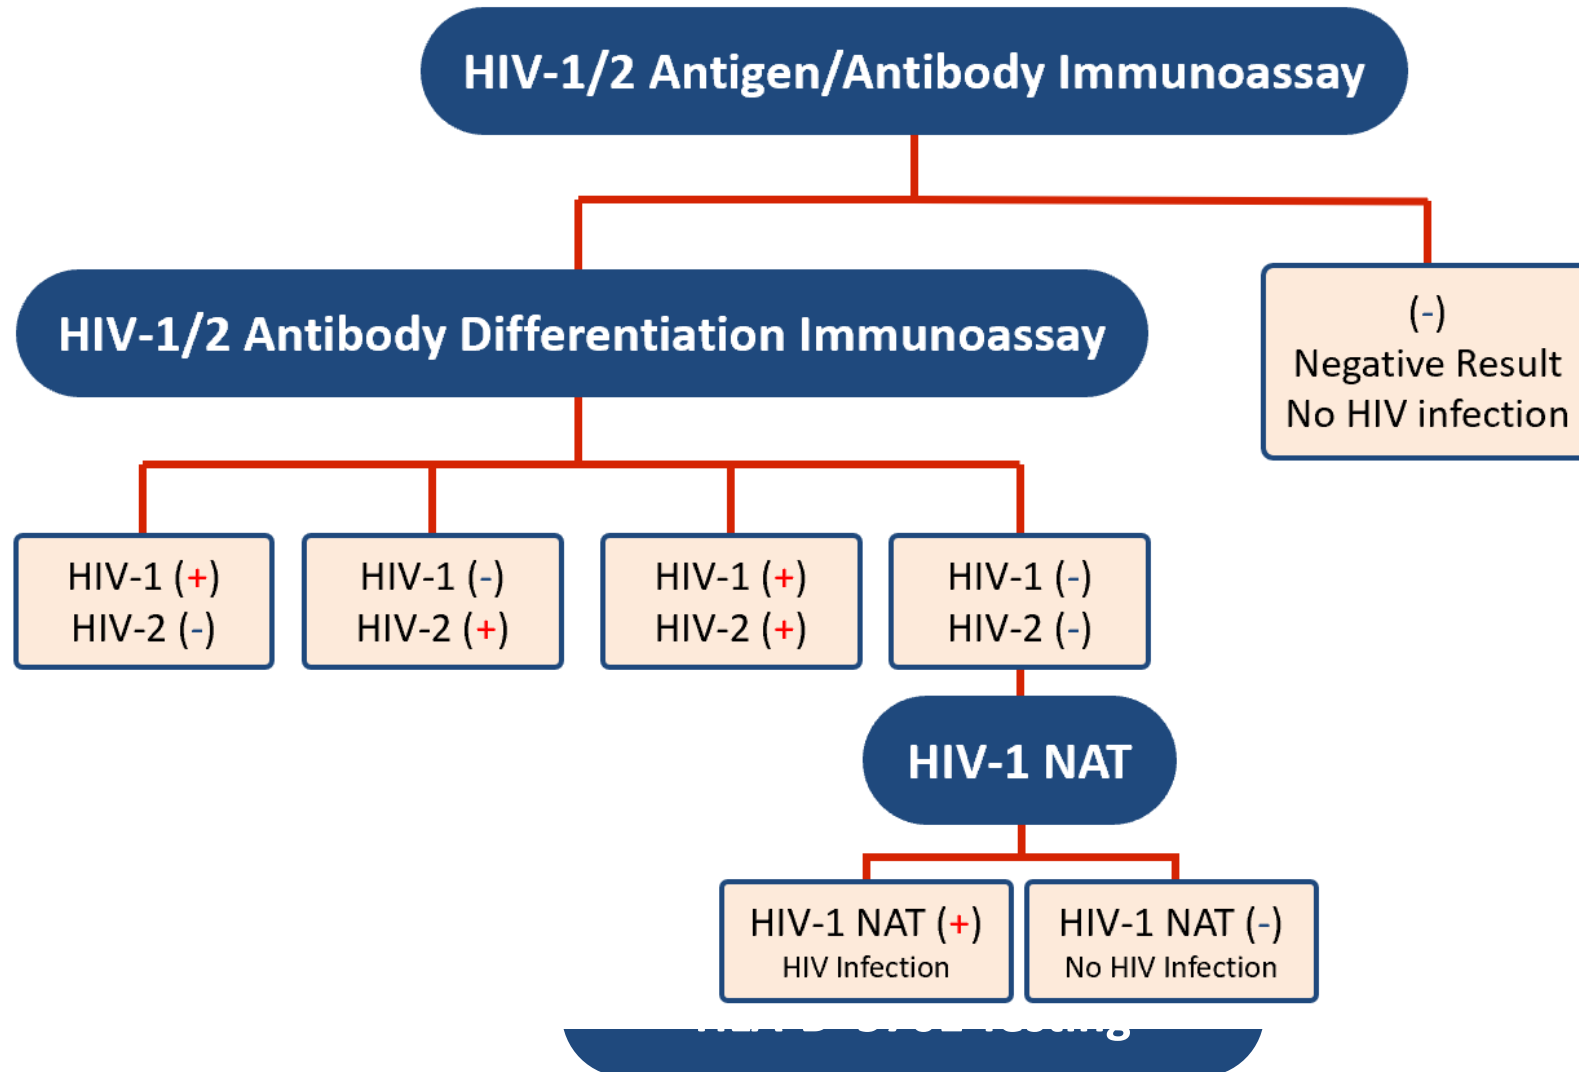 HIV-1/2 Antigen/Antibody Immunoassay
HIV-1/2 Antibody Differentiation Immunoassay
(-)
Negative Result
No HIV infection
HIV-1 (+)
HIV-2 (-)
HIV-1 (-)
HIV-2 (+)
HIV-1 (+)
HIV-2 (+)
HIV-1 (-)
HIV-2 (-)
HIV-1 NAT
HIV-1 NAT (+)
HIV Infection
HIV-1 NAT (-)
No HIV Infection
Testing